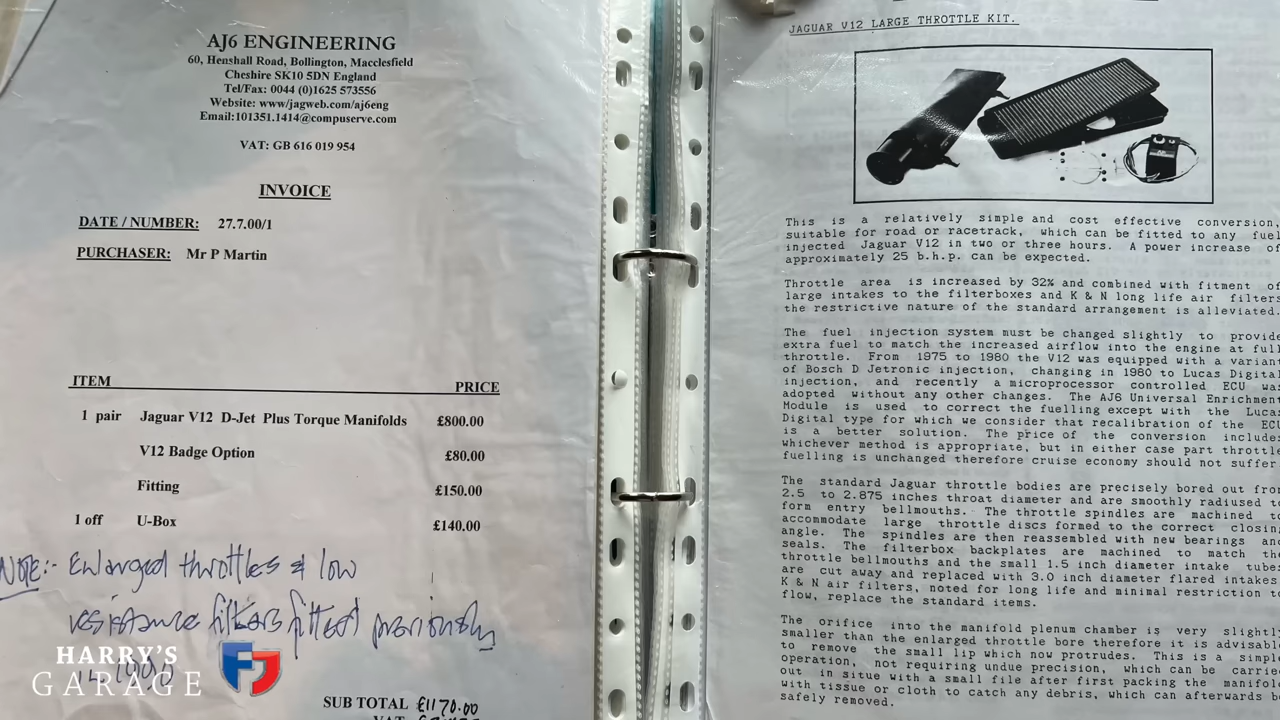 AJ6 ENGINEERING
60, Henshall Road, Bollington, Macclesfield
Cheshire SK10 5DN England
Tel/Fax: 0044 (0)1625 573556
Website: www/jagweb.com/aj6eng
Email:101351.1414@compuserve.com
VAT: GB 616 019 954
INVOICE
DATE / NUMBER: 27.7.00/1
PURCHASER: Mr P Martin
ITEM PRICE
1 pair Jaguar V12 D-Jet Plus Torque Manifolds £800.00
V12 Badge Option £80.00
Fitting £150.00
1 off U-Box £140.00
NOTE:- Enlarged throttles & low
resistance filters fitted previously
HARRY'S
GARAGE
SUB TOTAL £1170.00
VAT
JAGUAR V12 LARGE THROTTLE KIT.
This is a relatively simple and cost effective conversion,
suitable for road or racetrack, which can be fitted to any fuel
injected Jaguar V12 in two or three hours. A power increase of
approximately 25 b.h.p. can be expected.
Throttle area is increased by 32% and combined with fitment of
large intakes to the filterboxes and K & N long life air filters
the restrictive nature of the standard arrangement is alleviated.
The fuel injection system must be changed slightly to provide
extra fuel to match the increased airflow into the engine at full
throttle. From 1975 to 1980 the V12 was equipped with a variant
of Bosch D Jetronic injection, changing in 1980 to Lucas Digital
injection, and recently a microprocessor controlled ECU was
adopted without any other changes. The AJ6 Universal Enrichment
Module is used to correct the fuelling except with the Lucas
Digital type for which we consider that recalibration of the ECU
is a better solution. The price of the conversion includes
whichever method is appropriate, but in either case part throttle
fuelling is unchanged therefore cruise economy should not suffer
The standard Jaguar throttle bodies are precisely bored out from
2.5 to 2.875 inches throat diameter and are smoothly radiused to
form entry bellmouths. The throttle spindles are machined to
accommodate large throttle discs formed to the correct closing
angle. The spindles are then reassembled with new bearings and
seals. The filterbox backplates are machined to match the
throttle bellmouths and the small 1.5 inch diameter intake tubes
are cut away and replaced with 3.0 inch diameter flared intakes.
K & N air filters, noted for long life and minimal restriction to
flow, replace the standard items.
The orifice into the manifold plenum chamber is very slightly
smaller than the enlarged throttle bore therefore it is advisable
to remove the small lip which now protrudes. This is a simple
operation, not requiring undue precision, which can be carried
out in situe with a small file after first packing the manifold
with tissue or cloth to catch any debris, which can afterwards be
safely removed.